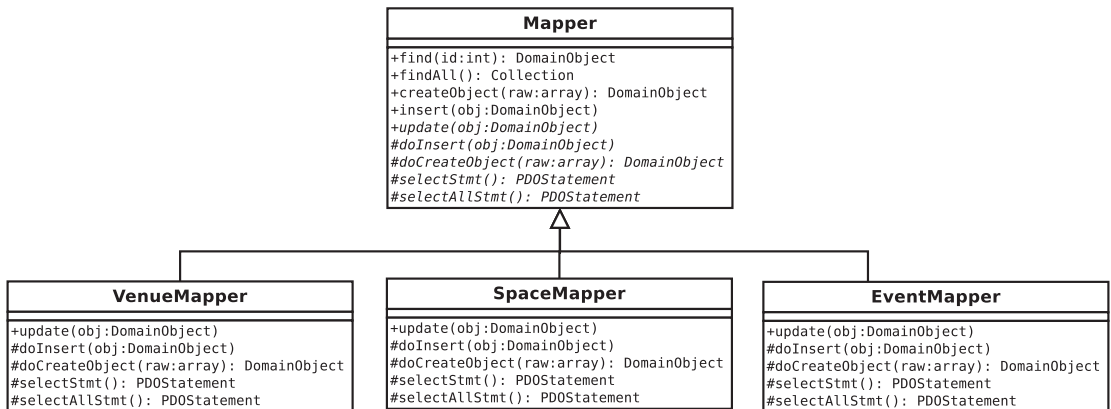 Mapper
+find(id:int): DomainObject
+findAll(): Collection
+createObject(raw:array): DomainObject
+insert(obj:DomainObject)
+update(obj:DomainObject)
#doInsert(obj:DomainObject)
#doCreateObject(raw:array): DomainObject
#selectStmt(): PDOStatement
#selectAllStmt(): PDOStatement
VenueMapper
+update(obj:DomainObject)
#doInsert(obj:DomainObject)
#doCreateObject(raw:array): DomainObject
#selectStmt(): PDOStatement
#selectAllStmt(): PDOStatement
SpaceMapper
+update(obj:DomainObject)
#doInsert(obj:DomainObject)
#doCreateObject(raw:array): DomainObject
#selectStmt(): PDOStatement
#selectAllStmt(): PDOStatement
EventMapper
+update(obj:DomainObject)
#doInsert(obj:DomainObject)
#doCreateObject(raw:array): DomainObject
#selectStmt(): PDOStatement
#selectAllStmt(): PDOStatement